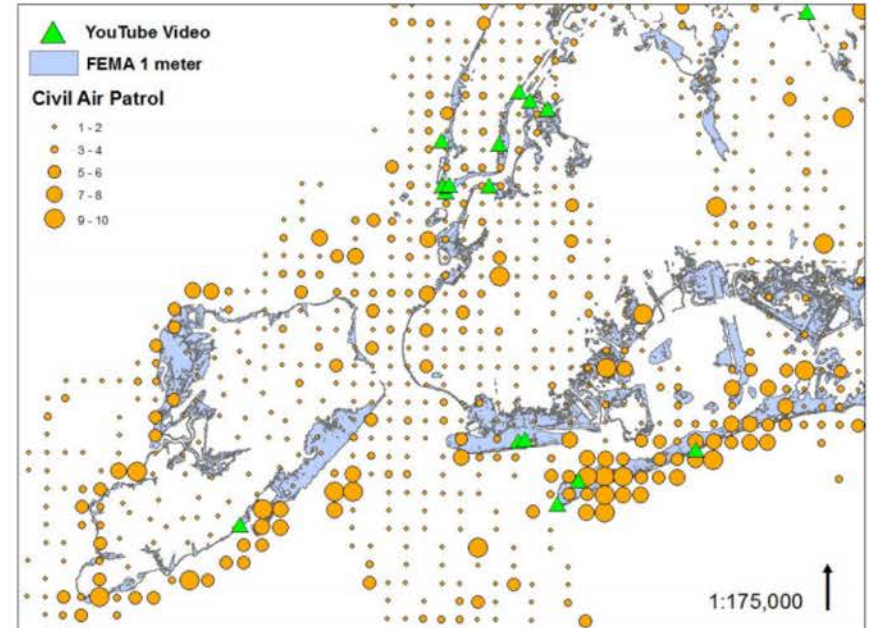 YouTube Video
FEMA 1 meter
Civil Air Patrol
1 - 2
3 - 4
5 - 6
7 - 8
9 - 10
1:175,000